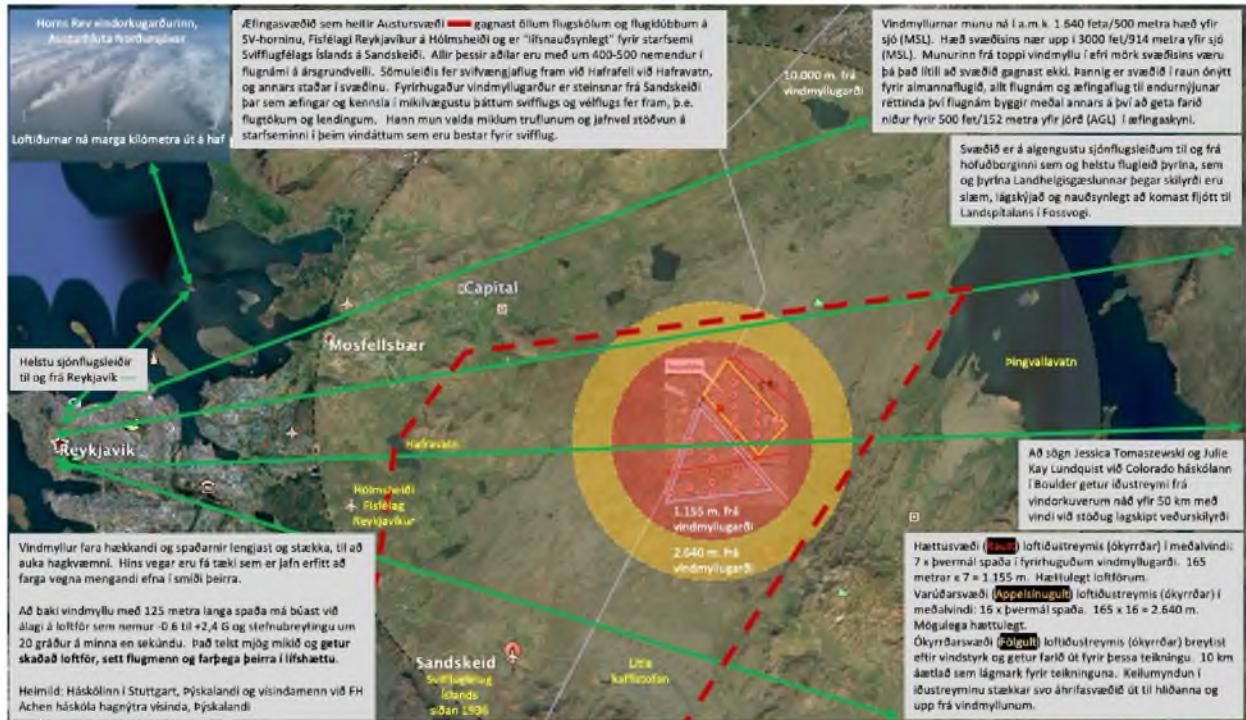 Horns Rev vindorkugarðurinn,
Austurhluta Norðursjávar
Loftiðurnar ná marga kílómetra út á haf
Æfingasvæðið sem heitir Austursvæði gagnast öllum flugskólum og flugklúbbum á
SV-horninu, Fisfélagi Reykjavíkur á Hólmsheiði og er "lífsnauðsynlegt" fyrir starfsemi
Svifflugfélags Íslands á Sandskeiði. Allir þessir aðilar eru með um 400-500 nemendur í
flugnámi á ársgrundvelli. Sömuleiðis fer svifvængjaflug fram við Hafrafell við Hafravatn,
og annars staðar í svæðinu. Fyrirhugaður vindmyllugarður er steinsnar frá Sandskeiði
þar sem æfingar og kennsla í mikilvægustu þáttum svifflugs og vélflugs fer fram, þ.e.
flugtökum og lendingum. Hann mun valda miklum truflunum og jafnvel stöðvun á
starfseminni í þeim vindáttum sem eru bestar fyrir svifflug.
10.000 m. frá
vindmyllugarði
Vindmyllurnar munu ná í a.m.k. 1.640 feta/500 metra hæð yfir
sjó (MSL). Hæð svæðisins nær upp í 3000 fet/914 metra yfir sjó
(MSL). Munurinn frá toppi vindmyllu í efri mörk svæðisins væru
þá það lítill að svæðið gagnast ekki. Þannig er svæðið í raun ónýtt
fyrir almannaflugið, allt flugnám og æfingaflug til endurnýjunar
réttinda því flugnám byggir meðal annars á því að geta farið
niður fyrir 500 fet/152 metra yfir jörð (AGL) í æfingaskyni.
Svæðið er á algengustu sjónflugsleiðum til og frá
höfuðborginni sem og helstu flugleið þyrlna, sem
og þyrlna Landhelgisgæslunnar þegar skilyrði eru
slæm, lágskýjað og nauðsynlegt að komast fljótt til
Landspítalans í Fossvogi.
Capital
Mosfellsbær
Helstu sjónflugsleiðir
til og frá Reykjavík
Þingvallavatn
Reykjavík
Hafravatn
Hólmsheiði
Fisfélag
Reykjavíkur
1.155 m. frá
vindmyllugarði
2.640 m. frá
vindmyllugarði
Að sögn Jessica Tomaszewski og Julie
Kay Lundquist við Colorado háskólann
í Boulder getur iðustreymi frá
vindorkuverum náð yfir 50 km með
vindi við stöðug lagskipt veðurskilyrði
Vindmyllur fara hækkandi og spaðarnir lengjast og stækka, til að
auka hagkvæmni. Hins vegar eru fá tæki sem er jafn erfitt að
farga vegna mengandi efna í smíði þeirra.
Að baki vindmyllu með 125 metra langa spaða má búast við
álagi á loftför sem nemur -0.6 til +2,4 G og stefnubreytingu um
20 gráður á minna en sekúndu. Það telst mjög mikið og getur
skaðað loftför, sett flugmenn og farþega þeirra í lífshættu.
Heimild: Háskólinn í Stuttgart, Þýskalandi og vísindamenn við FH
Achen háskóla hagnýtra vísinda, Þýskalandi
Sandskeid
Svifflugfélag
Íslands
síðan 1936
Litla
kaffistofan
Hættusvæði (Rautt) loftiðustreymis (ókyrrðar) í meðalvindi:
7 x þvermál spaða í fyrirhuguðum vindmyllugarði. 165
metrar x 7 = 1.155 m. Hættulegt loftförum.
Varúðarsvæði (Appelsínugult) loftiðustreymis (ókyrrðar) í
meðalvindi: 16 x þvermál spaða. 165 x 16 = 2.640 m.
Mögulega hættulegt.
Ókyrrðarsvæði (Fölgult) loftiðustreymis (ókyrrðar) breytist
eftir vindstyrk og getur farið út fyrir þessa teikningu. 10 km
áætlað sem lágmark fyrir teikninguna. Keilumyndun í
iðustreyminu stækkar svo áhrifasvæðið út til hliðanna og
upp frá vindmyllunum.